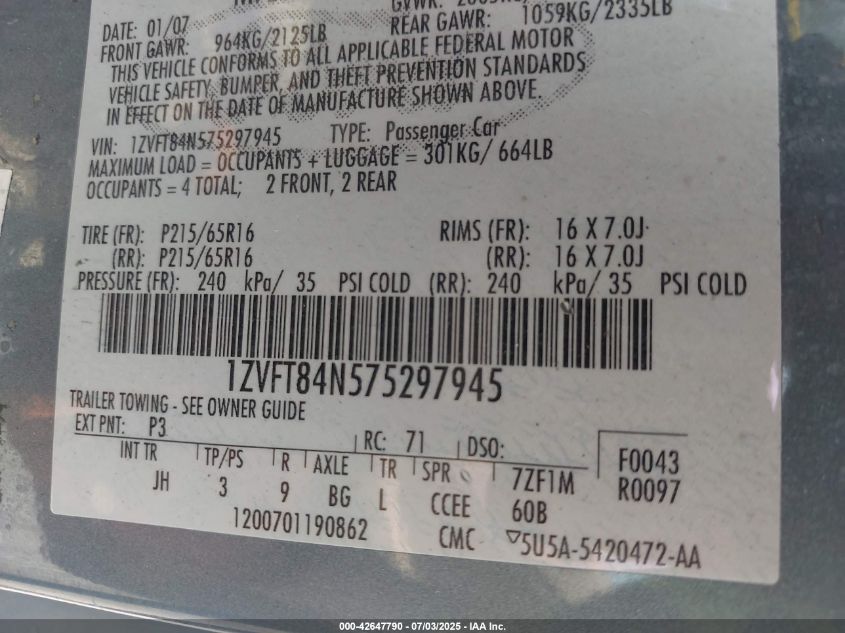 GVWR:
DATE: 01/07 REAR GAWR: 1059KG/2335LB
FRONT GAWR: 964KG/2125LB
THIS VEHICLE CONFORMS TO ALL APPLICABLE FEDERAL MOTOR
VEHICLE SAFETY, BUMPER, AND THEFT PREVENTION STANDARDS
IN EFFECT ON THE DATE OF MANUFACTURE SHOWN ABOVE.
VIN: 1ZVFT84N575297945 TYPE: Passenger Car
MAXIMUM LOAD = OCCUPANTS + LUGGAGE = 301KG/ 664LB
OCCUPANTS = 4 TOTAL; 2 FRONT, 2 REAR
TIRE (FR): P215/65R16 RIMS (FR): 16 X 7.0J
(RR): P215/65R16 (RR): 16 X 7.0J
PRESSURE (FR): 240 kPa/ 35 PSI COLD (RR): 240 kPa/ 35 PSI COLD
1ZVFT84N575297945
TRAILER TOWING - SEE OWNER GUIDE
EXT PNT: P3 RC: 71 DSO: F0043
INT TR TP/PS R AXLE TR SPR 7ZF1M R0097
JH 3 9 BG L CCEE 60B
1200701190862 CMC ▽5U5A-5420472-AA
000-42647790 - 07/03/2025 - IAA Inc.